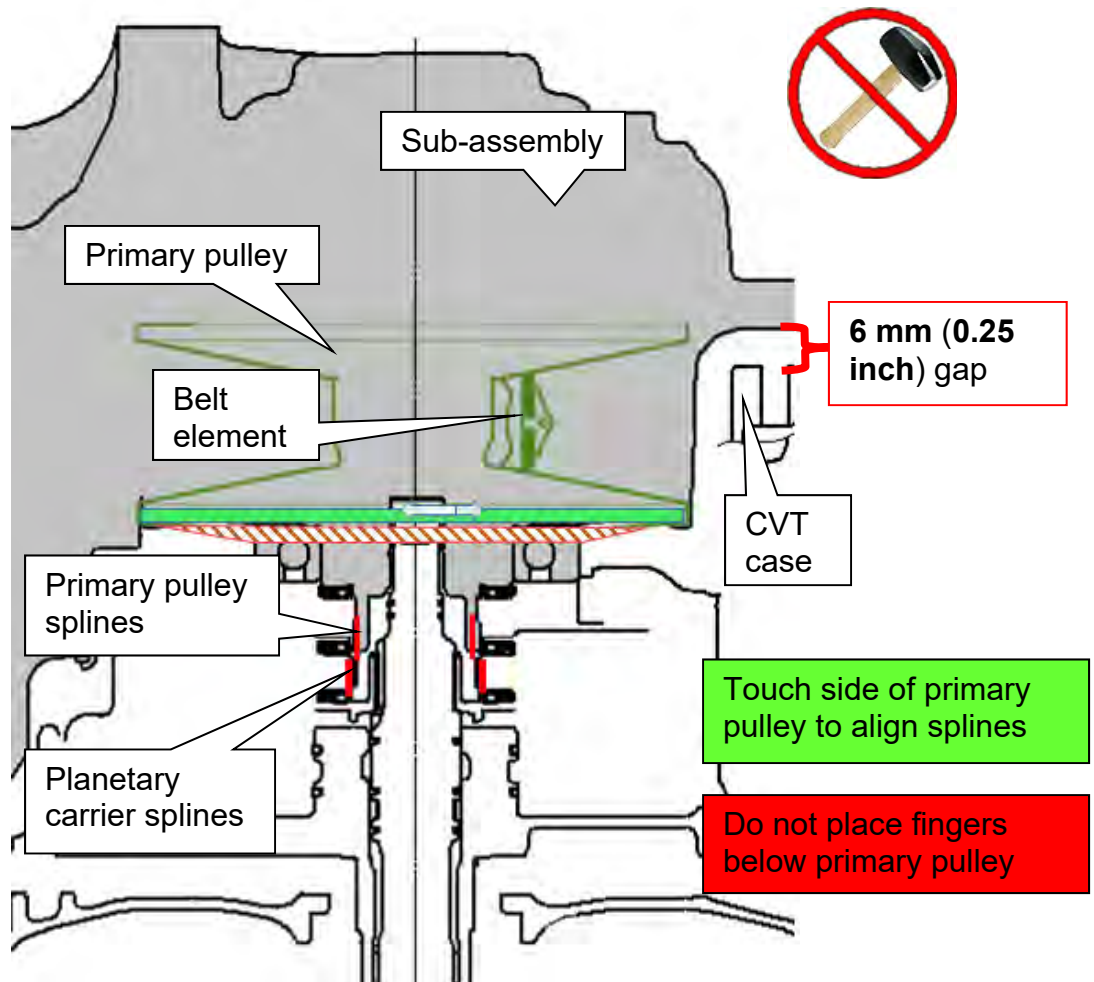 Sub-assembly
Primary pulley
6 mm (0.25
inch) gap
Belt
element
CVT
case
Primary pulley
splines
Touch side of primary
pulley to align splines
Planetary
carrier splines
Do not place fingers
below primary pulley